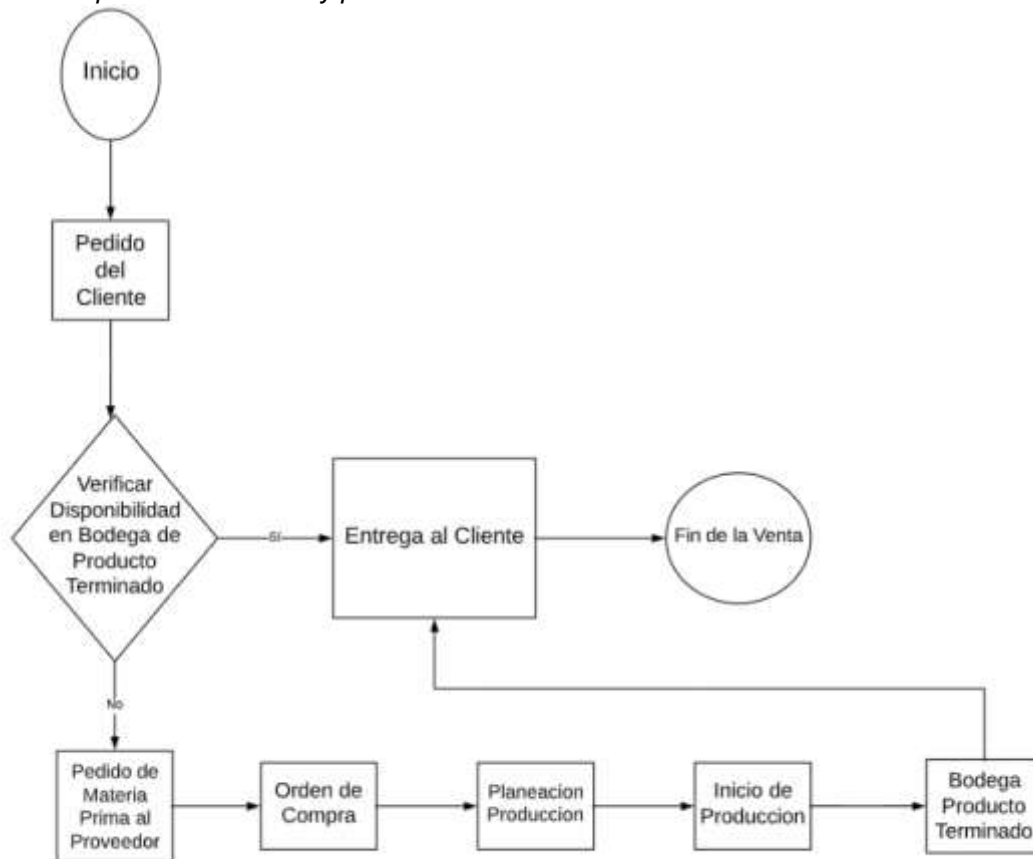 Inicio
Pedido
del
Cliente
Verificar
Disponibilidad
en Bodega de
Producto
Terminado
Sí
Entrega al Cliente
Fin de la Venta
No
Pedido de
Materia
Prima al
Proveedor
Orden de
Compra
Planeacion
Produccion
Inicio de
Produccion
Bodega
Producto
Terminado